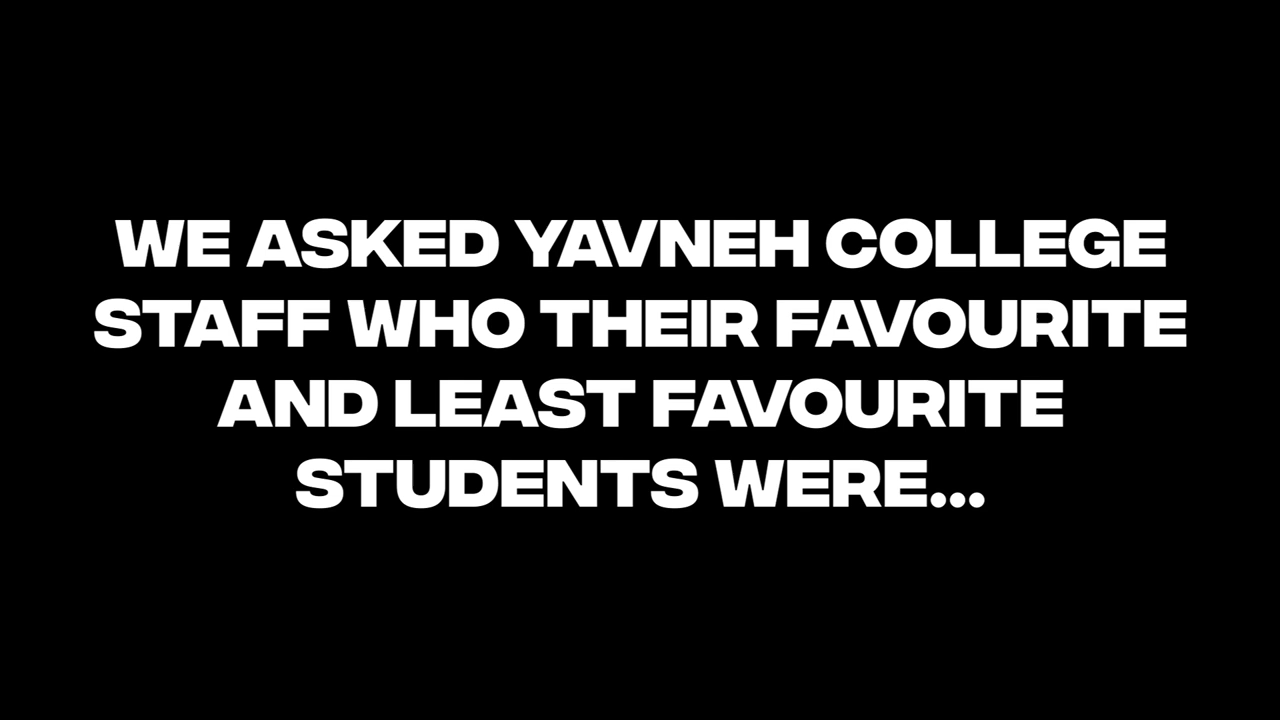 WE ASKED YAVNEH COLLEGE
STAFF WHO THEIR FAVOURITE
AND LEAST FAVOURITE
STUDENTS WERE...